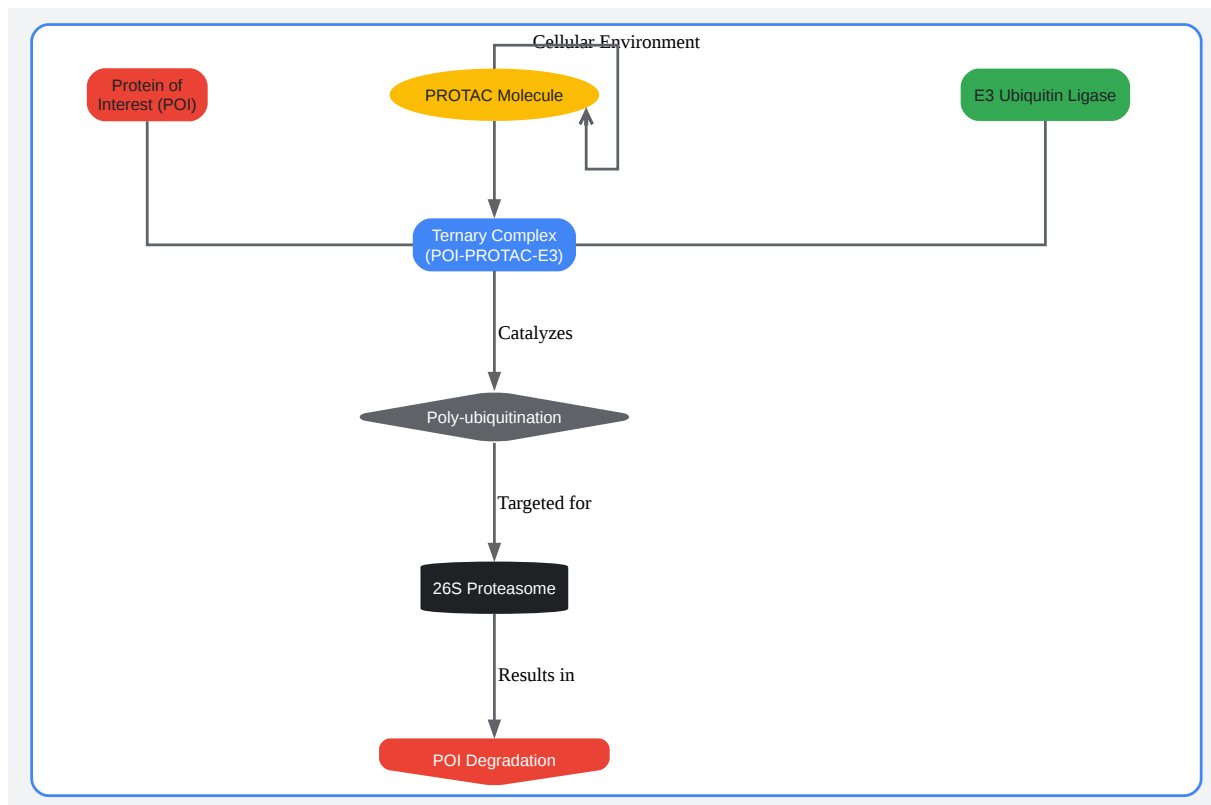 Cellular Environment
Protein of
Interest (POI)
PROTAC Molecule
E3 Ubiquitin Ligase
Ternary Complex
(POI-PROTAC-E3)
Catalyzes
Poly-ubiquitination
Targeted for
26S Proteasome
Results in
POI Degradation